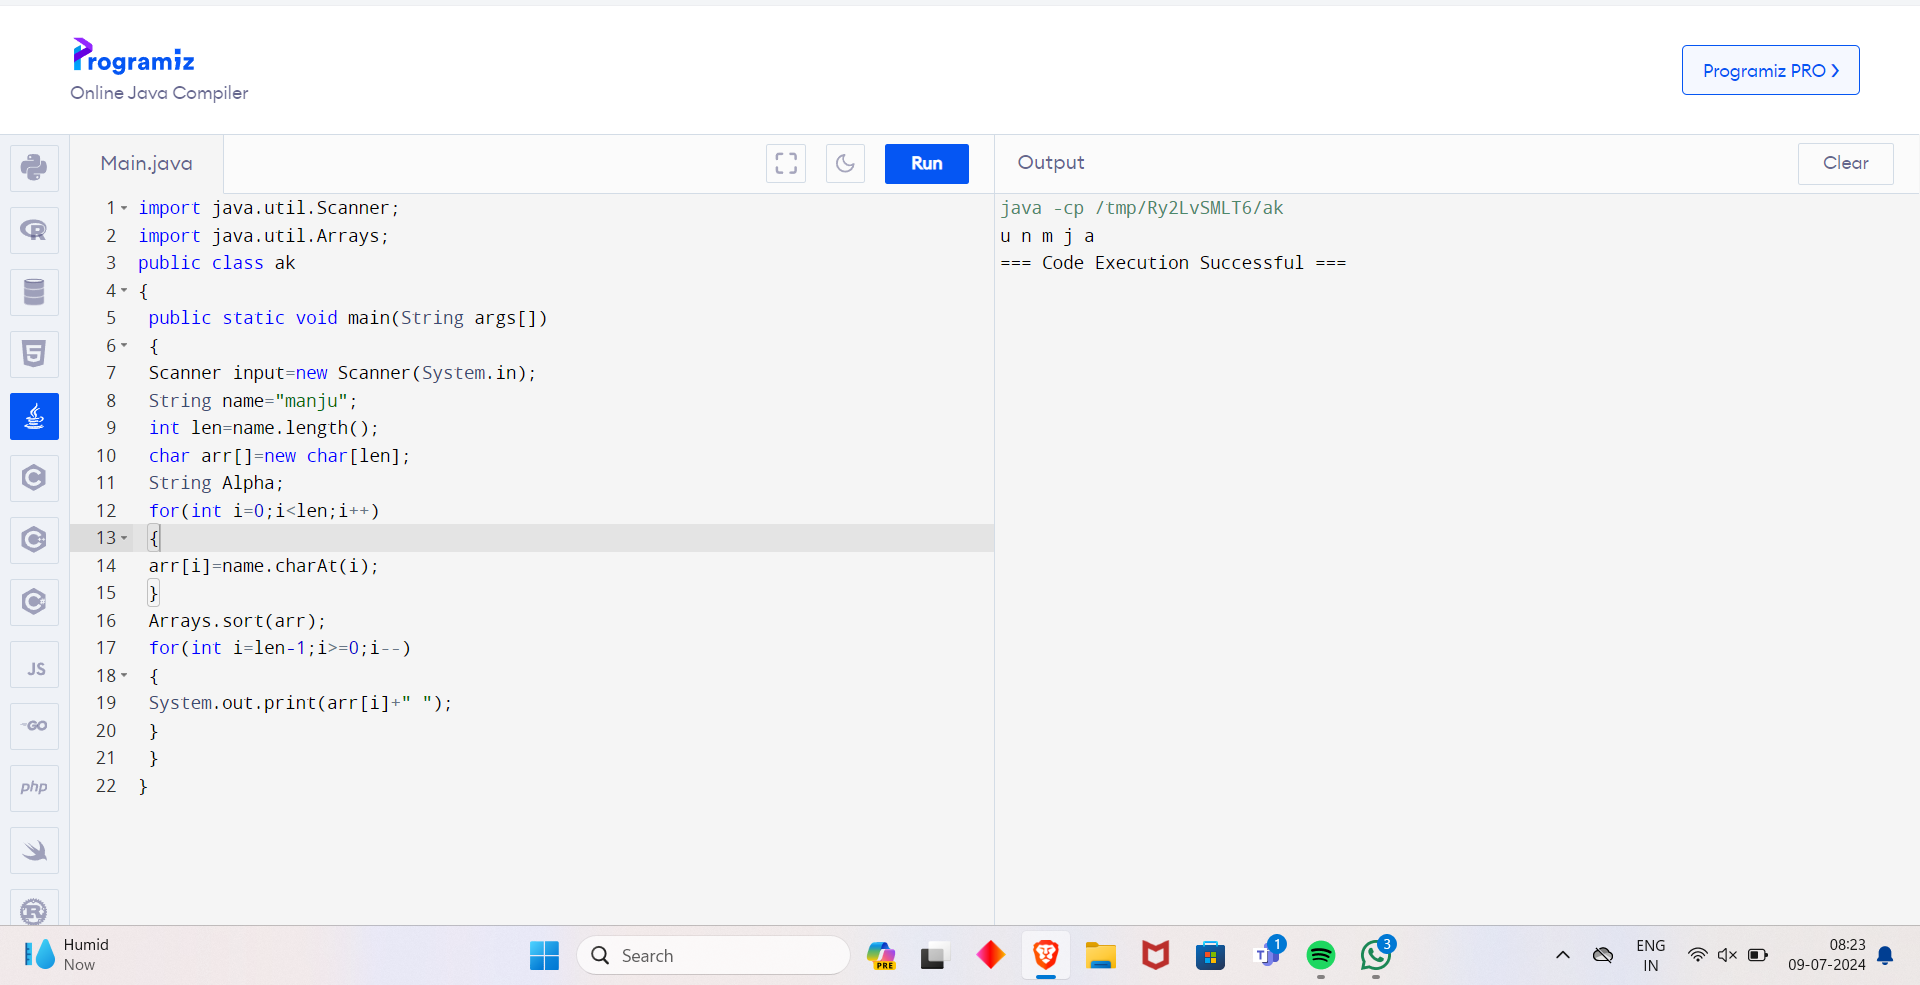 Programiz
Online Java Compiler
Programiz PRO >
Main.java
Run
Output
Clear
1 import java.util.Scanner;
2 import java.util.Arrays;
3 public class ak
4 {
5 public static void main(String args[])
6 {
7 Scanner input=new Scanner(System.in);
8 String name="manju";
9 int len=name.length();
10 char arr[]=new char[len];
11 String Alpha;
12 for(int i=0;i<len;i++)
13 {
14 arr[i]=name.charAt(i);
15 }
16 Arrays.sort(arr);
17 for(int i=len-1;i>=0;i--)
18 {
19 System.out.print(arr[i]+" ");
20 }
21 }
22 }
java -cp /tmp/Ry2LvSMLT6/ak
u n m j a
=== Code Execution Successful ===
R
5
C
C
C
JS
GO
php
R
Humid
Now
Search
PRE
T 1
3
ENG
IN
08:23
09-07-2024